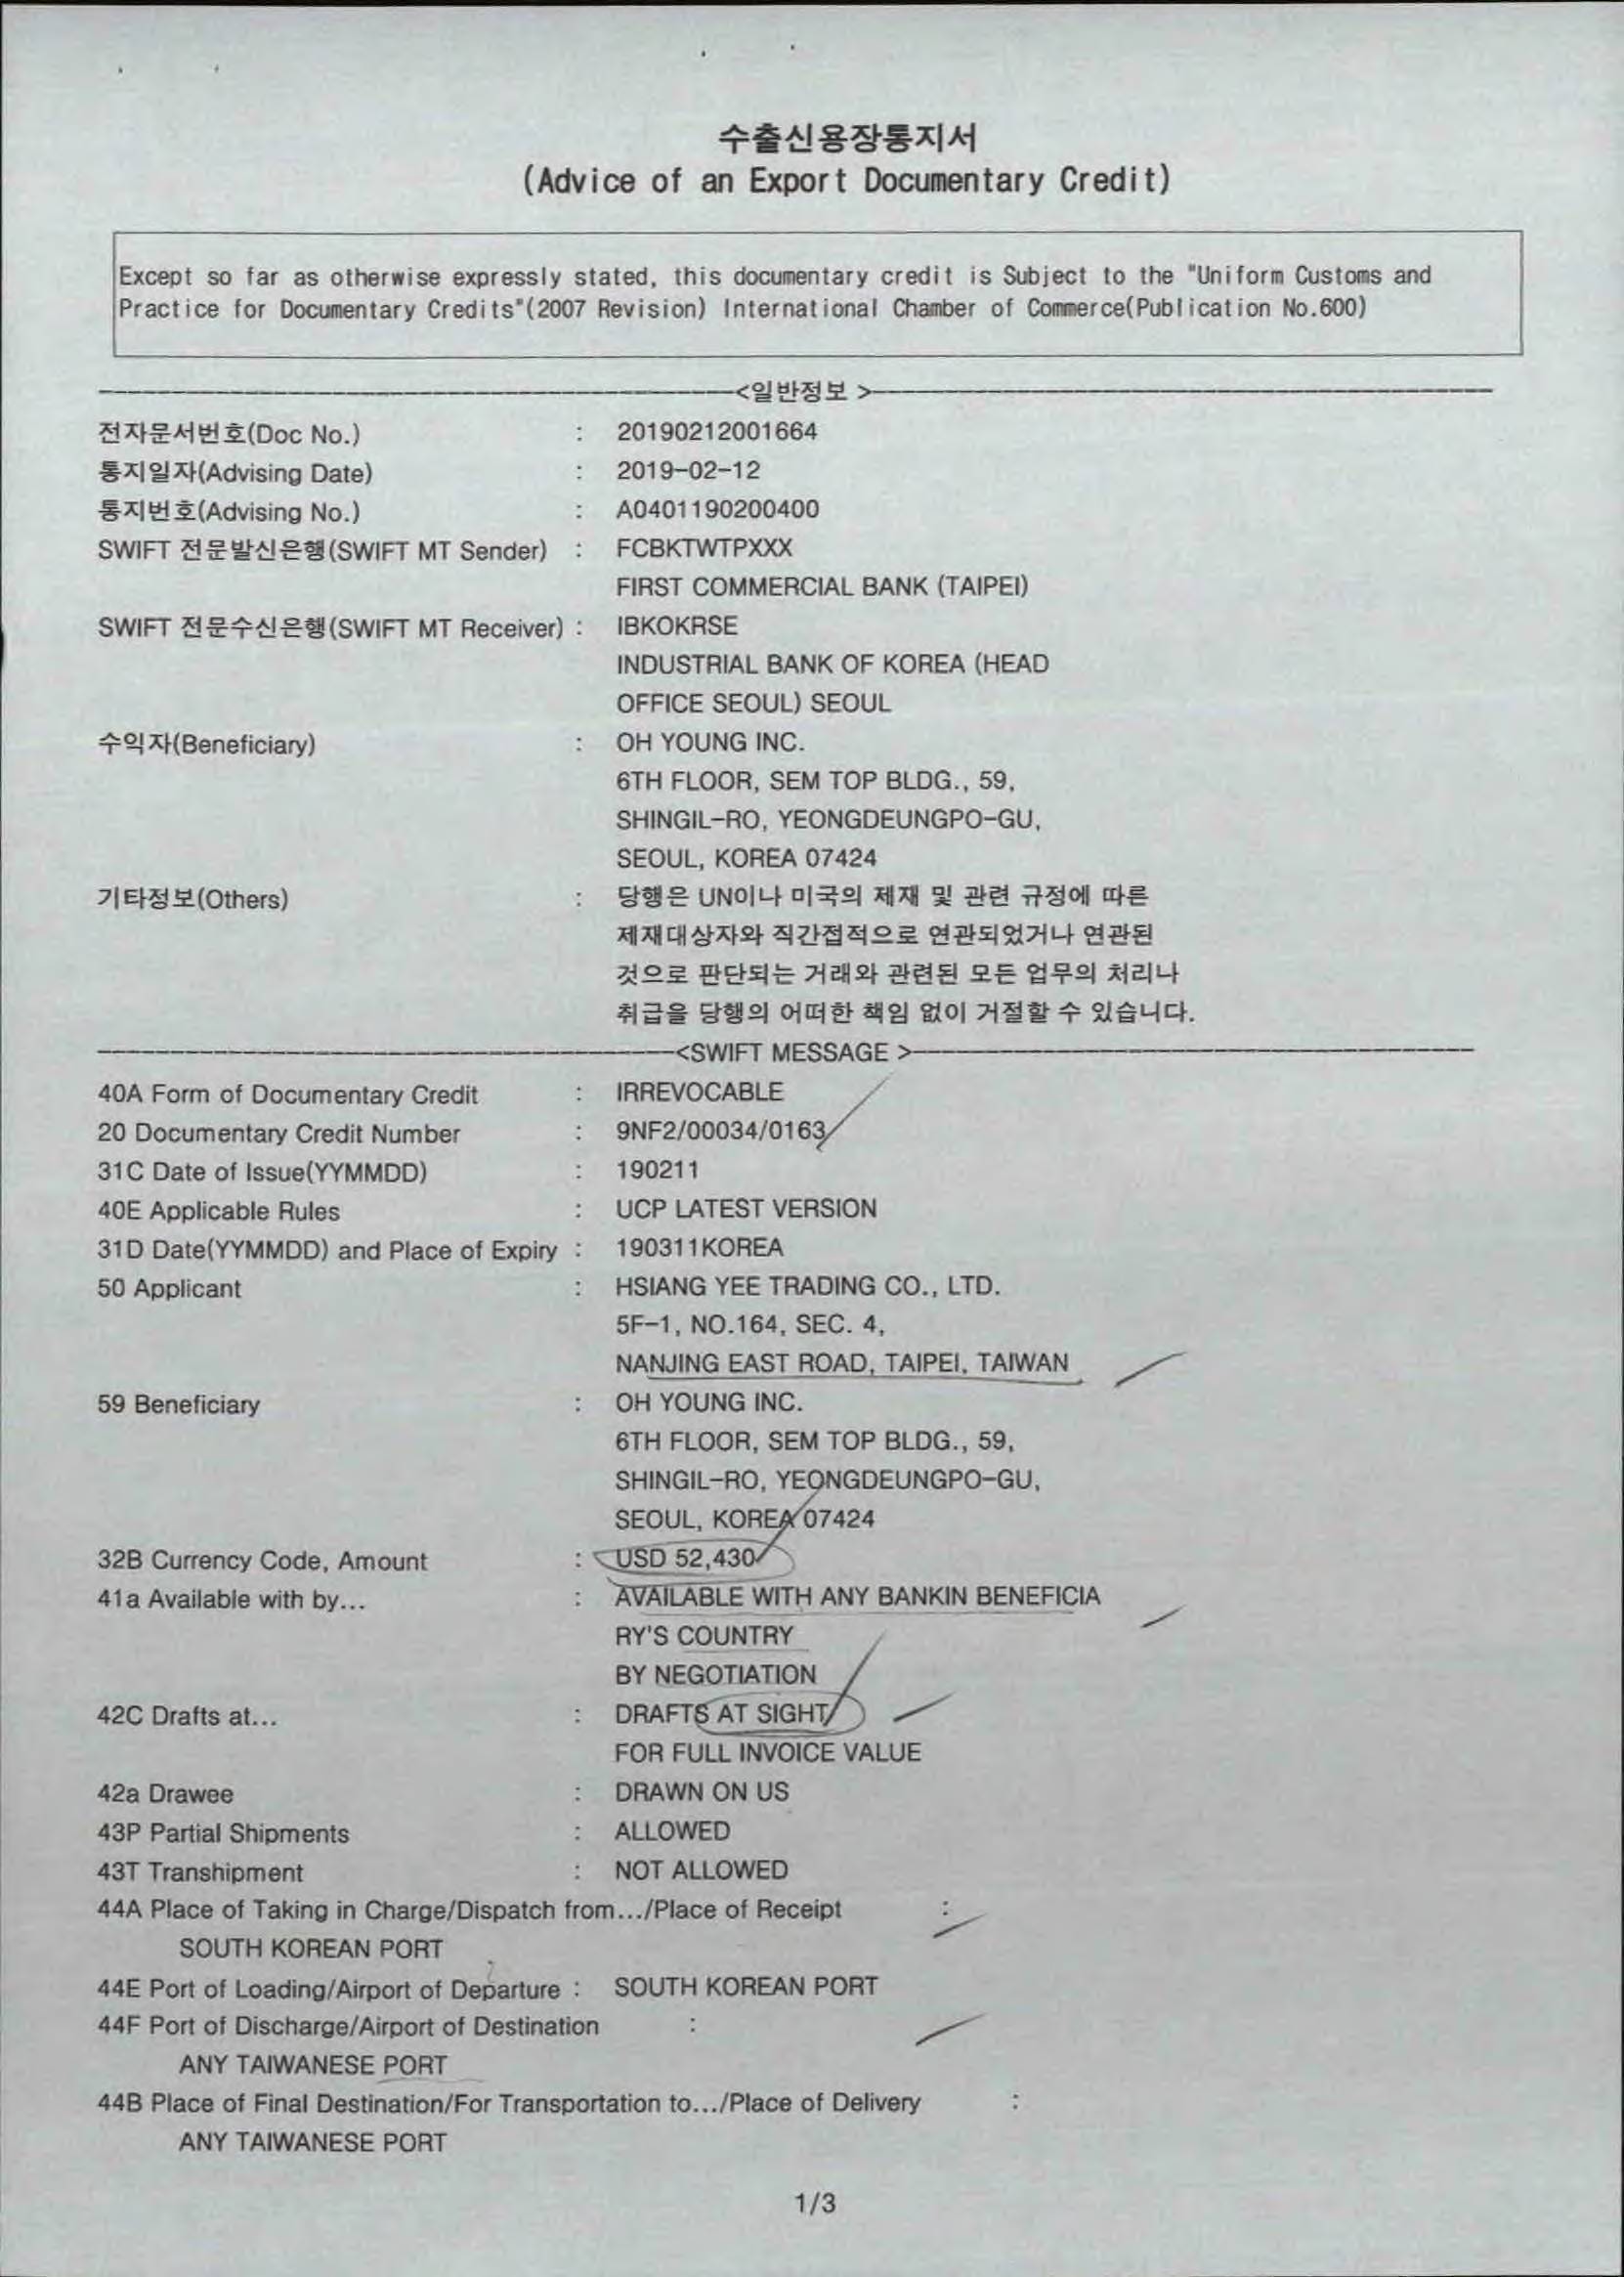 수출신용장통지서
(Advice of an Export Documentary Credit)
Except so far as otherwise expressly stated, this documentary credit is Subject to the "Uniform Customs and
Practice for Documentary Credits"(2007 Revision) International Chamber of Commerce(Publication No.600)
<일반정보 >
전자문서번호(Doc No.) : 20190212001664
통지일자(Advising Date) : 2019-02-12
통지번호(Advising No.) : A0401190200400
SWIFT 전문발신은행(SWIFT MT Sender) : FCBKTWTPXXX
FIRST COMMERCIAL BANK (TAIPEI)
SWIFT 전문수신은행(SWIFT MT Receiver) : IBKOKRSE
INDUSTRIAL BANK OF KOREA (HEAD
OFFICE SEOUL) SEOUL
수익자(Beneficiary) : OH YOUNG INC.
6TH FLOOR, SEM TOP BLDG., 59,
SHINGIL-RO, YEONGDEUNGPO-GU,
SEOUL, KOREA 07424
기타정보(Others) : 당행은 UN이나 미국의 제재 및 관련 규정에 따른
제재대상자와 직간접적으로 연관되었거나 연관된
것으로 판단되는 거래와 관련된 모든 업무의 처리나
취급을 당행의 어떠한 책임 없이 거절할 수 있습니다.
<SWIFT MESSAGE >
40A Form of Documentary Credit : IRREVOCABLE
20 Documentary Credit Number : 9NF2/00034/0163
31C Date of Issue(YYMMDD) : 190211
40E Applicable Rules : UCP LATEST VERSION
31D Date(YYMMDD) and Place of Expiry : 190311KOREA
50 Applicant : HSIANG YEE TRADING CO., LTD.
5F-1, NO.164, SEC. 4,
NANJING EAST ROAD, TAIPEI, TAIWAN
59 Beneficiary : OH YOUNG INC.
6TH FLOOR, SEM TOP BLDG., 59,
SHINGIL-RO, YEONGDEUNGPO-GU,
SEOUL, KOREA 07424
32B Currency Code, Amount : USD 52,430
41a Available with by... : AVAILABLE WITH ANY BANKIN BENEFICIA
RY'S COUNTRY
BY NEGOTIATION
42C Drafts at... : DRAFTS AT SIGHT
FOR FULL INVOICE VALUE
42a Drawee : DRAWN ON US
43P Partial Shipments : ALLOWED
43T Transhipment : NOT ALLOWED
44A Place of Taking in Charge/Dispatch from.../Place of Receipt :
SOUTH KOREAN PORT
44E Port of Loading/Airport of Departure : SOUTH KOREAN PORT
44F Port of Discharge/Airport of Destination :
ANY TAIWANESE PORT
44B Place of Final Destination/For Transportation to.../Place of Delivery :
ANY TAIWANESE PORT
1/3